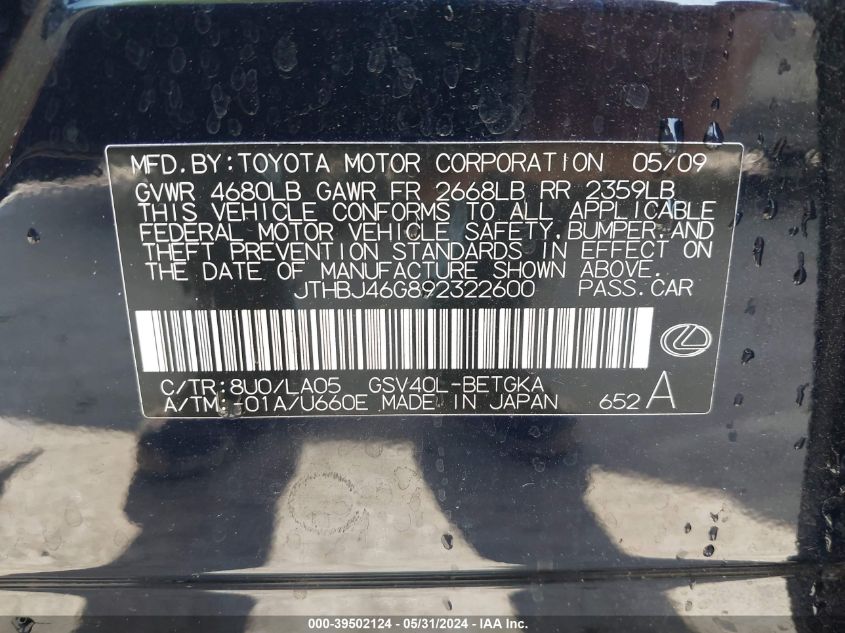 MFD.BY:TOYOTA MOTOR CORPORATION 05/09
GVWR 4680LB GAWR FR 2668LB RR 2359LB
THIS VEHICLE CONFORMS TO ALL APPLICABLE
FEDERAL MOTOR VEHICLE SAFETY,BUMPER,AND
THEFT PREVENTION STANDARDS IN EFFECT ON
THE DATE OF MANUFACTURE SHOWN ABOVE.
JTHBJ46G892322600 PASS.CAR
C/TR:8U0/LA05 GSV40L-BETGKA
A/TM:-01A/U660E MADE IN JAPAN 652A
000-39502124 - 05/31/2024 - IAA Inc.